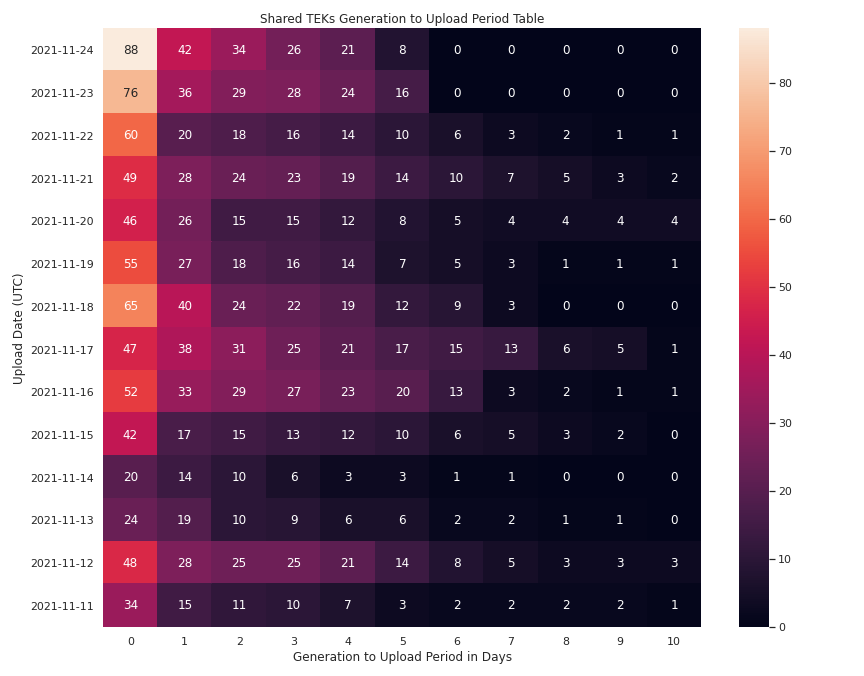 Shared TEKs Generation to Upload Period Table
2021-11-24 88 42 34 26 21 8 0 0 0 0 0
2021-11-23 76 36 29 28 24 16 0 0 0 0 0
2021-11-22 60 20 18 16 14 10 6 3 2 1 1
2021-11-21 49 28 24 23 19 14 10 7 5 3 2
2021-11-20 46 26 15 15 12 8 5 4 4 4 4
2021-11-19 55 27 18 16 14 7 5 3 1 1 1
2021-11-18 65 40 24 22 19 12 9 3 0 0 0
2021-11-17 47 38 31 25 21 17 15 13 6 5 1
2021-11-16 52 33 29 27 23 20 13 3 2 1 1
2021-11-15 42 17 15 13 12 10 6 5 3 2 0
2021-11-14 20 14 10 6 3 3 1 1 0 0 0
2021-11-13 24 19 10 9 6 6 2 2 1 1 0
2021-11-12 48 28 25 25 21 14 8 5 3 3 3
2021-11-11 34 15 11 10 7 3 2 2 2 2 1
0 1 2 3 4 5 6 7 8 9 10
Generation to Upload Period in Days
Upload Date (UTC)
80
70
60
50
40
30
20
10
0